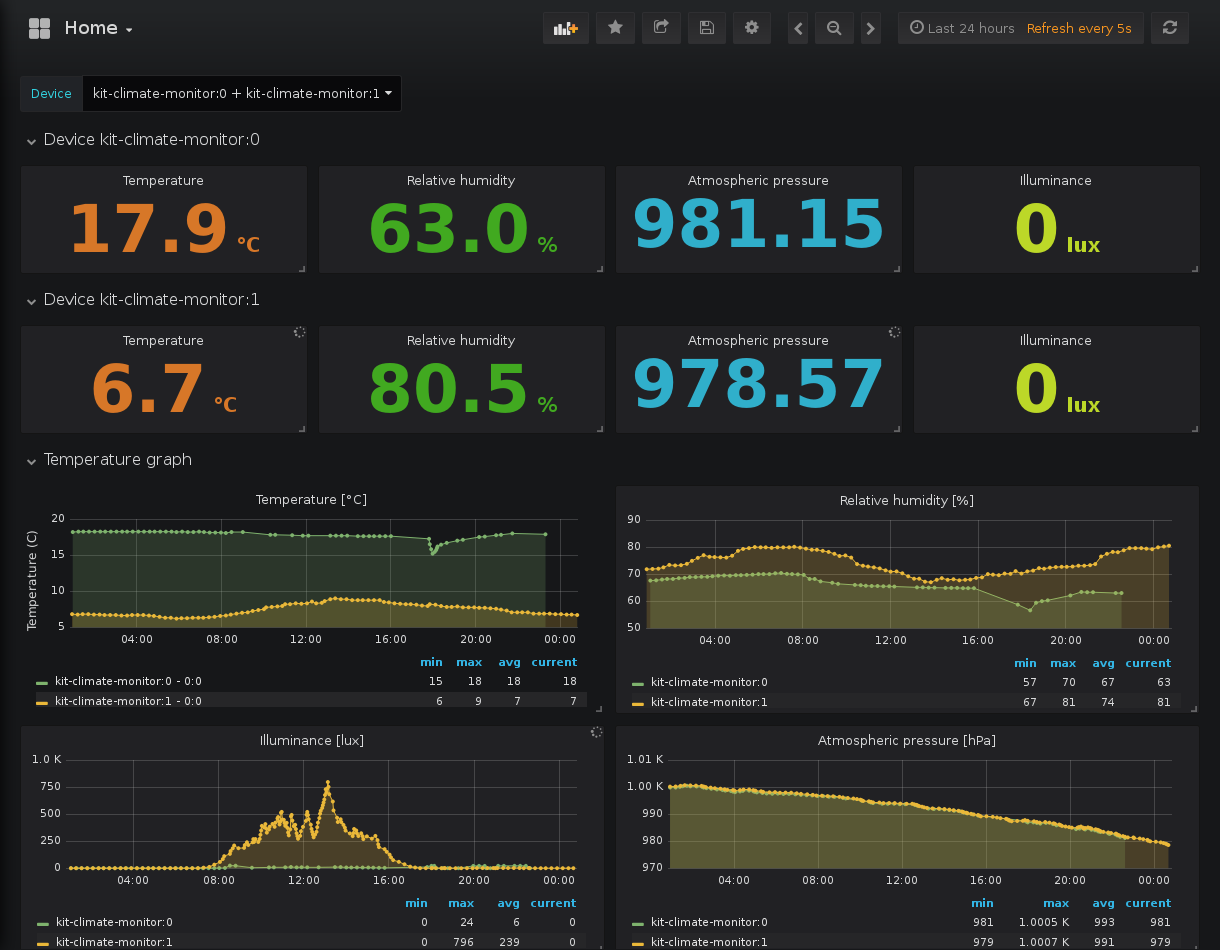 Home
Last 24 hours Refresh every 5s
Device kit-climate-monitor:0 + kit-climate-monitor:1
Device kit-climate-monitor:0
Temperature Relative humidity Atmospheric pressure Illuminance
17.9 °C 63.0 % 981.15 0 lux
Device kit-climate-monitor:1
Temperature Relative humidity Atmospheric pressure Illuminance
6.7 °C 80.5 % 978.57 0 lux
Temperature graph
Temperature [°C]
Temperature (C)
20
15
10
5
04:00 08:00 12:00 16:00 20:00 00:00
min max avg current
kit-climate-monitor:0 - 0:0 15 18 18 18
kit-climate-monitor:1 - 0:0 6 9 7 7
Relative humidity [%]
90
80
70
60
50
04:00 08:00 12:00 16:00 20:00 00:00
min max avg current
kit-climate-monitor:0 57 70 67 63
kit-climate-monitor:1 67 81 74 81
Illuminance [lux]
1.0 K
750
500
250
0
04:00 08:00 12:00 16:00 20:00 00:00
min max avg current
kit-climate-monitor:0 0 24 6 0
kit-climate-monitor:1 0 796 239 0
Atmospheric pressure [hPa]
1.01 K
1.00 K
990
980
970
04:00 08:00 12:00 16:00 20:00 00:00
min max avg current
kit-climate-monitor:0 981 1.0005 K 993 981
kit-climate-monitor:1 979 1.0007 K 991 979